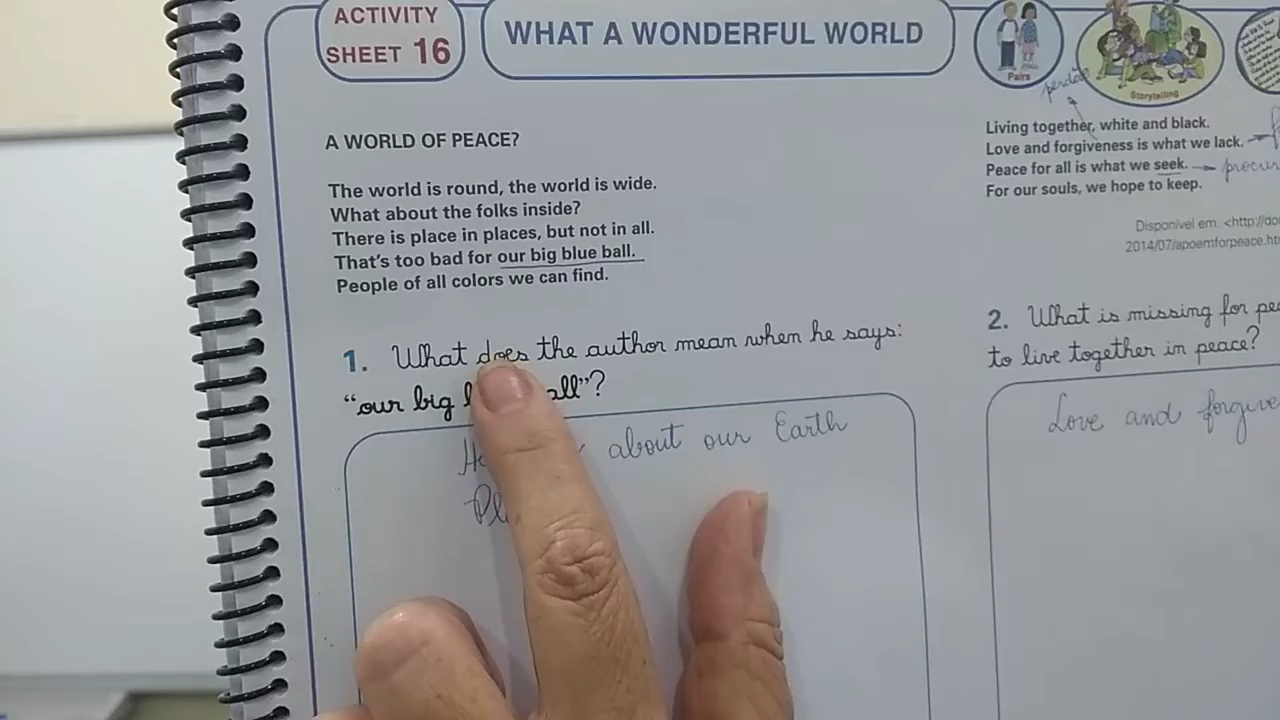 ACTIVITY
SHEET 16
WHAT A WONDERFUL WORLD
Pairs
Storytelling
A WORLD OF PEACE?
The world is round, the world is wide.
What about the folks inside?
There is place in places, but not in all.
That's too bad for our big blue ball.
People of all colors we can find.
Living together, white and black.
Love and forgiveness is what we lack.
Peace for all is what we seek.
For our souls, we hope to keep.
Disponível em: <http://do
2014/07/apoemforpeace.ht
1. What does the author mean when he says:
"our big all"?
about our Earth
2. What is missing for pe
to live together in peace?
Love and forgive